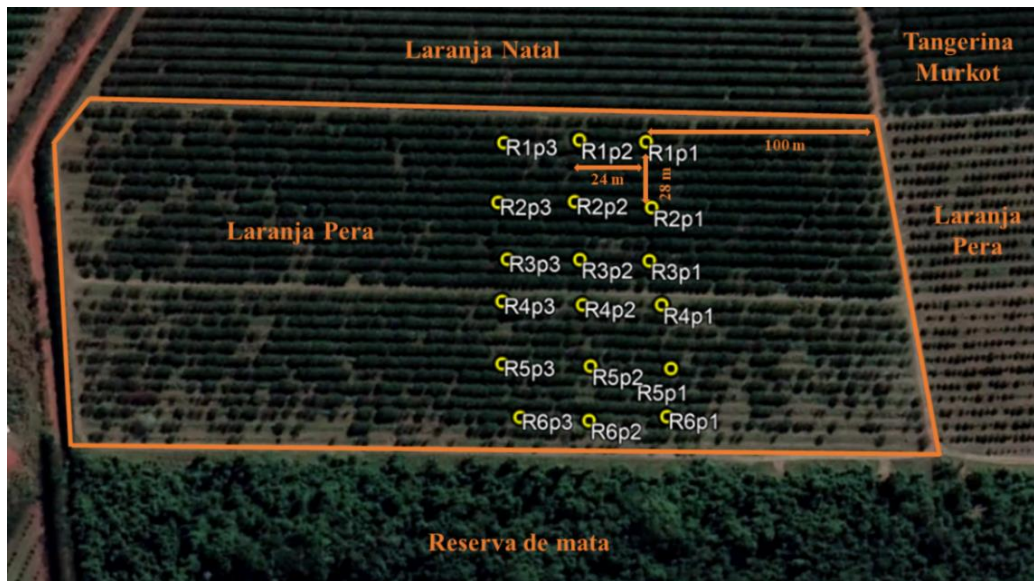 Laranja Natal
Tangerina
Murkot
R1p3
R1p2
R1p1
100 m
24 m
28 m
R2p3
R2p2
R2p1
Laranja Pera
Laranja
Pera
R3p3
R3p2
R3p1
R4p3
R4p2
R4p1
R5p3
R5p2
R5p1
R6p3
R6p2
R6p1
Reserva de mata